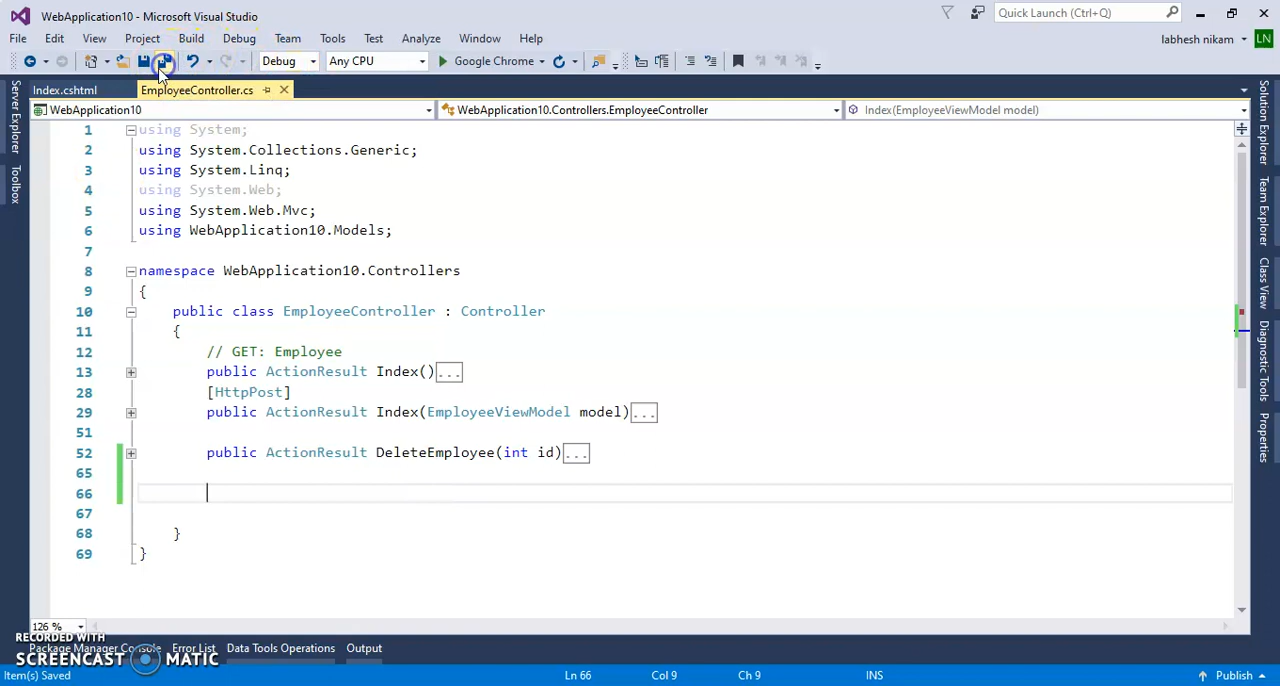 WebApplication10 - Microsoft Visual Studio
Quick Launch (Ctrl+Q)
File Edit View Project Build Debug Team Tools Test Analyze Window Help
labhesh nikam LN
Debug Any CPU Google Chrome
Index.cshtml EmployeeController.cs
WebApplication10 WebApplication10.Controllers.EmployeeController Index(EmployeeViewModel model)
1 using System;
2 using System.Collections.Generic;
3 using System.Linq;
4 using System.Web;
5 using System.Web.Mvc;
6 using WebApplication10.Models;
7
8 namespace WebApplication10.Controllers
9 {
10 public class EmployeeController : Controller
11 {
12 // GET: Employee
13 public ActionResult Index()...
28 [HttpPost]
29 public ActionResult Index(EmployeeViewModel model)...
51
52 public ActionResult DeleteEmployee(int id)...
65
66
67
68 }
69 }
Server Explorer
Toolbox
Solution Explorer
Team Explorer
Class View
Diagnostic Tools
Properties
126 %
RECORDED WITH
SCREENCAST MATIC
Package Manager Console Error List Data Tools Operations Output
Item(s) Saved Ln 66 Col 9 Ch 9 INS Publish